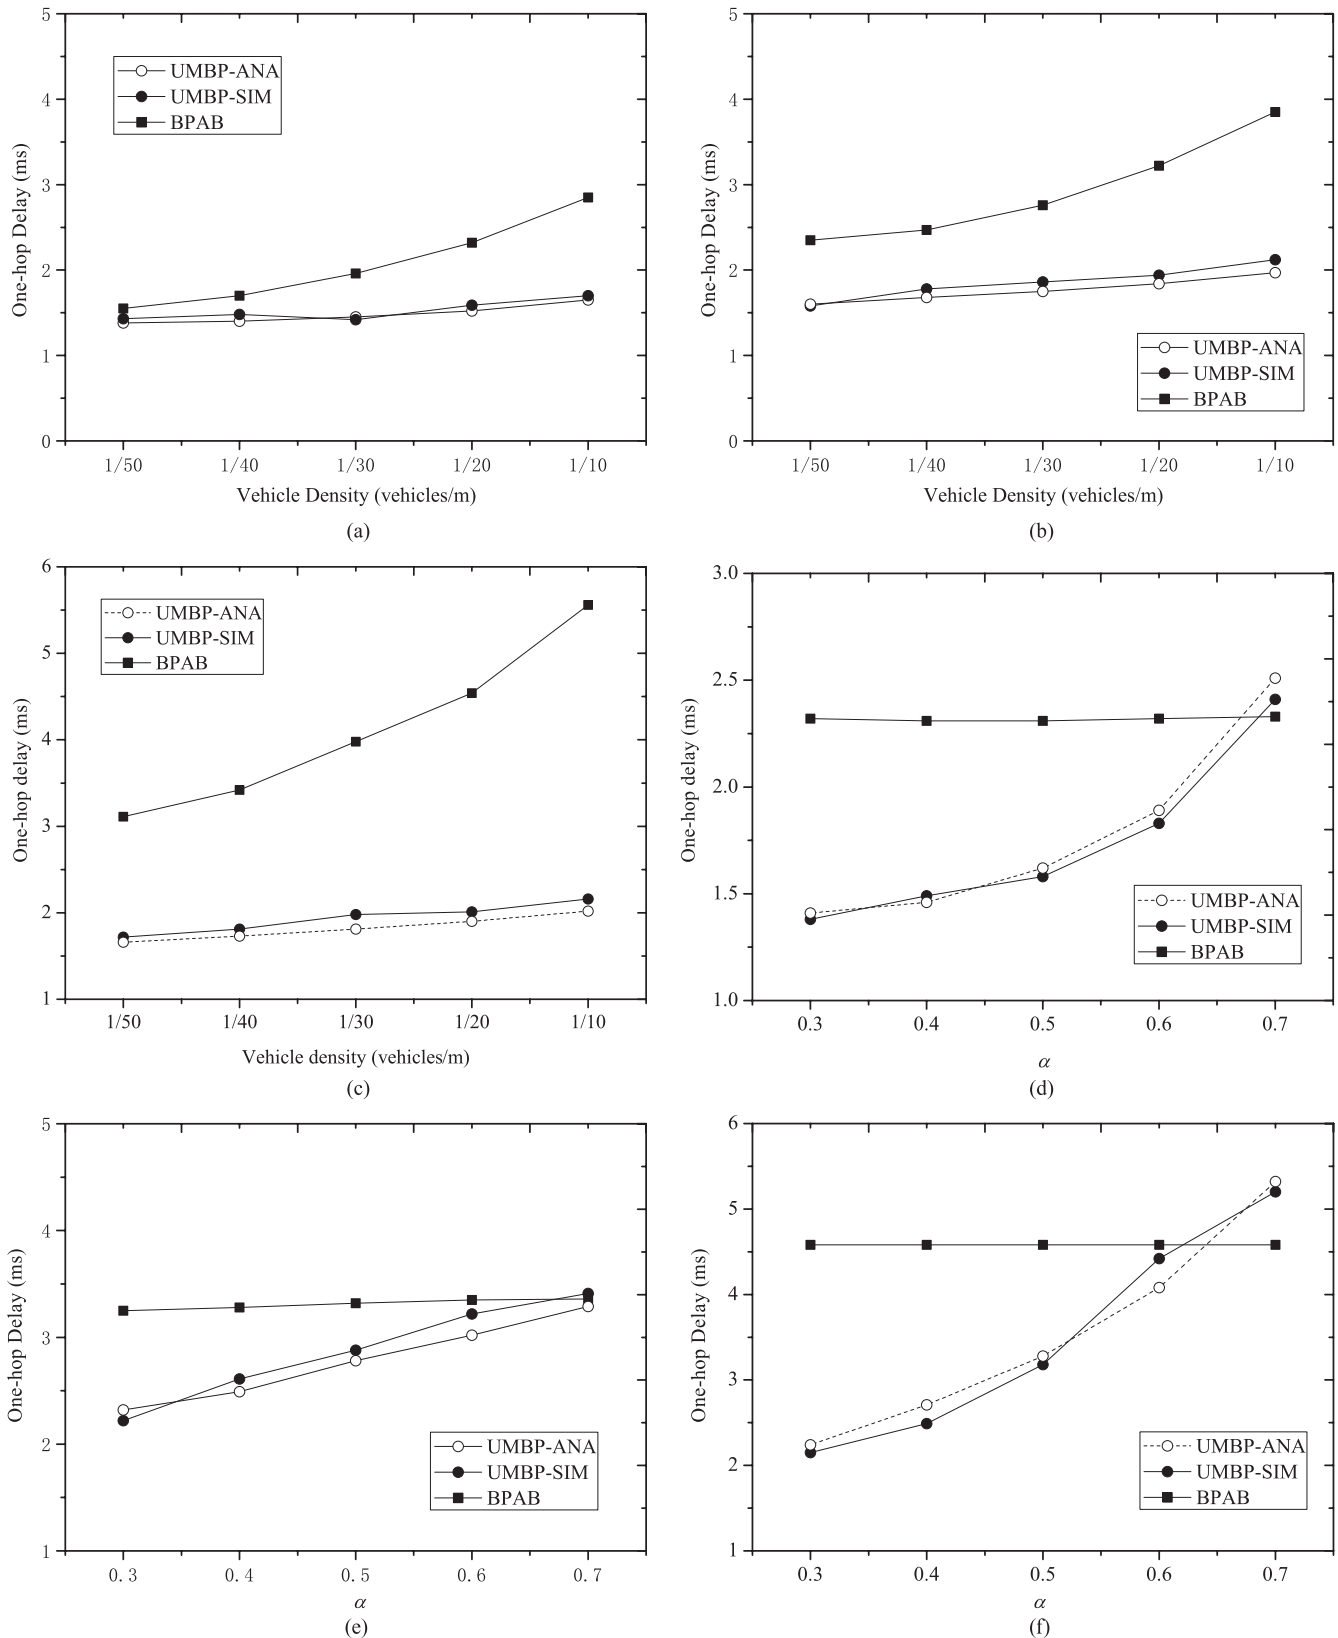 5
4
3
2
1
0
One-hop Delay (ms)
UMBP-ANA
UMBP-SIM
BPAB
1/50 1/40 1/30 1/20 1/10
Vehicle Density (vehicles/m)
(a)
5
4
3
2
1
0
One-hop Delay (ms)
UMBP-ANA
UMBP-SIM
BPAB
1/50 1/40 1/30 1/20 1/10
Vehicle Density (vehicles/m)
(b)
6
5
4
3
2
1
One-hop delay (ms)
UMBP-ANA
UMBP-SIM
BPAB
1/50 1/40 1/30 1/20 1/10
Vehicle density (vehicles/m)
(c)
3.0
2.5
2.0
1.5
1.0
One-hop delay (ms)
UMBP-ANA
UMBP-SIM
BPAB
0.3 0.4 0.5 0.6 0.7
α
(d)
5
4
3
2
1
One-hop Delay (ms)
UMBP-ANA
UMBP-SIM
BPAB
0.3 0.4 0.5 0.6 0.7
α
(e)
6
5
4
3
2
1
One-hop Delay (ms)
UMBP-ANA
UMBP-SIM
BPAB
0.3 0.4 0.5 0.6 0.7
α
(f)